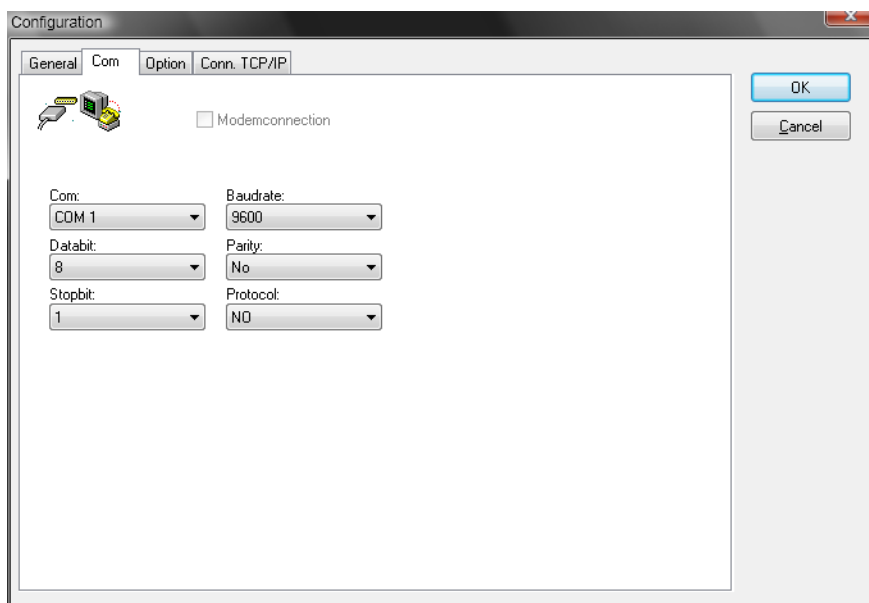 Configuration
General Com Option Conn. TCP/IP
OK
Modemconnection
Cancel
Com: Baudrate:
COM 1 9600
Databit: Parity:
8 No
Stopbit: Protocol:
1 NO